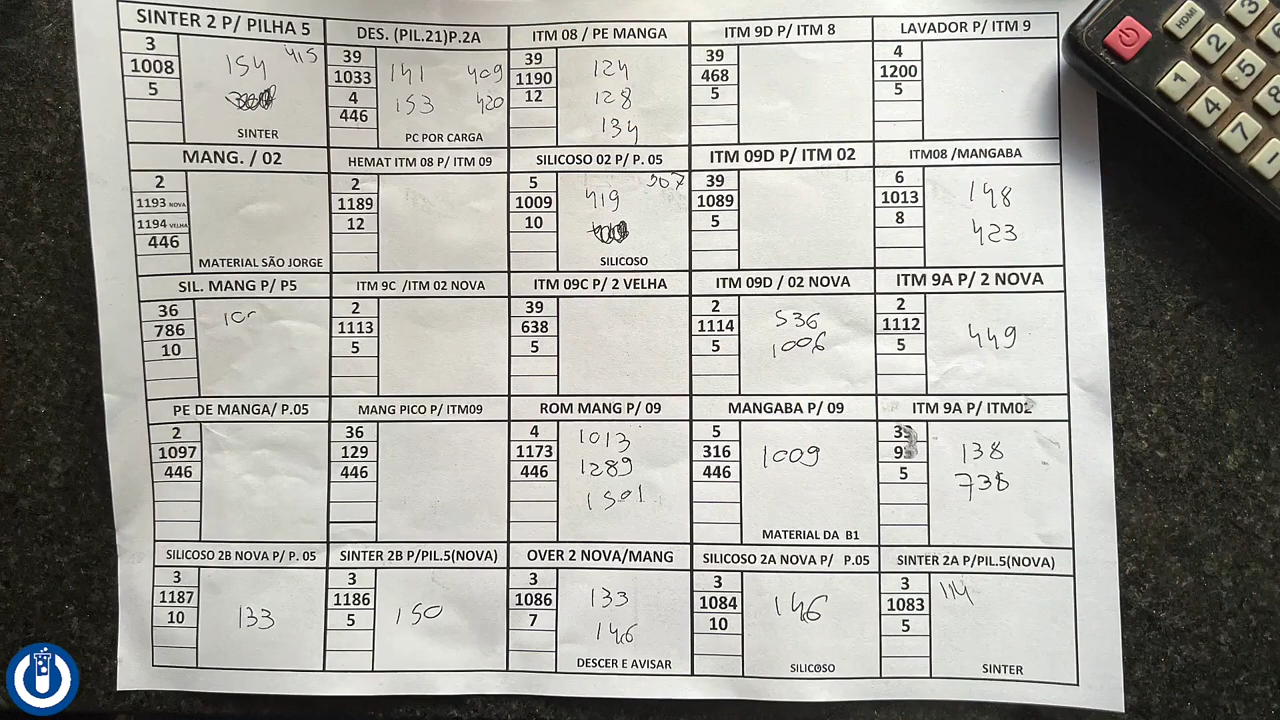 SINTER 2 P/ PILHA 5
3
1008
5
154 415
SINTER
DES. (PIL.21)P.2A
39
1033
4
446
141 409
153 420
PC POR CARGA
ITM 08 / PE MANGA
39
1190
12
124
128
134
ITM 9D P/ ITM 8
39
468
5
LAVADOR P/ ITM 9
4
1200
5
MANG. / 02
2
1193 NOVA
1194 VELHA
446
MATERIAL SÃO JORGE
HEMAT ITM 08 P/ ITM 09
2
1189
12
SILICOSO 02 P/ P. 05
5
1009
10
507
419
SILICOSO
ITM 09D P/ ITM 02
39
1089
5
ITM08 /MANGABA
6
1013
8
148
423
SIL. MANG P/ P5
36
786
10
ITM 9C /ITM 02 NOVA
2
1113
5
ITM 09C P/ 2 VELHA
39
638
5
ITM 09D / 02 NOVA
2
1114
5
536
1006
ITM 9A P/ 2 NOVA
2
1112
5
449
PE DE MANGA/ P.05
2
1097
446
MANG PICO P/ ITM09
36
129
446
ROM MANG P/ 09
4
1173
446
1013
1289
1501
MANGABA P/ 09
5
316
446
1009
MATERIAL DA B1
ITM 9A P/ ITM02
5
138
738
SILICOSO 2B NOVA P/ P. 05
3
1187
10
133
SINTER 2B P/PIL.5(NOVA)
3
1186
5
150
OVER 2 NOVA/MANG
3
1086
7
133
146
DESCER E AVISAR
SILICOSO 2A NOVA P/ P.05
3
1084
10
146
SILICOSO
SINTER 2A P/PIL.5(NOVA)
3
1083
5
114
SINTER
HDMI
3
2
1
5
4
7
8